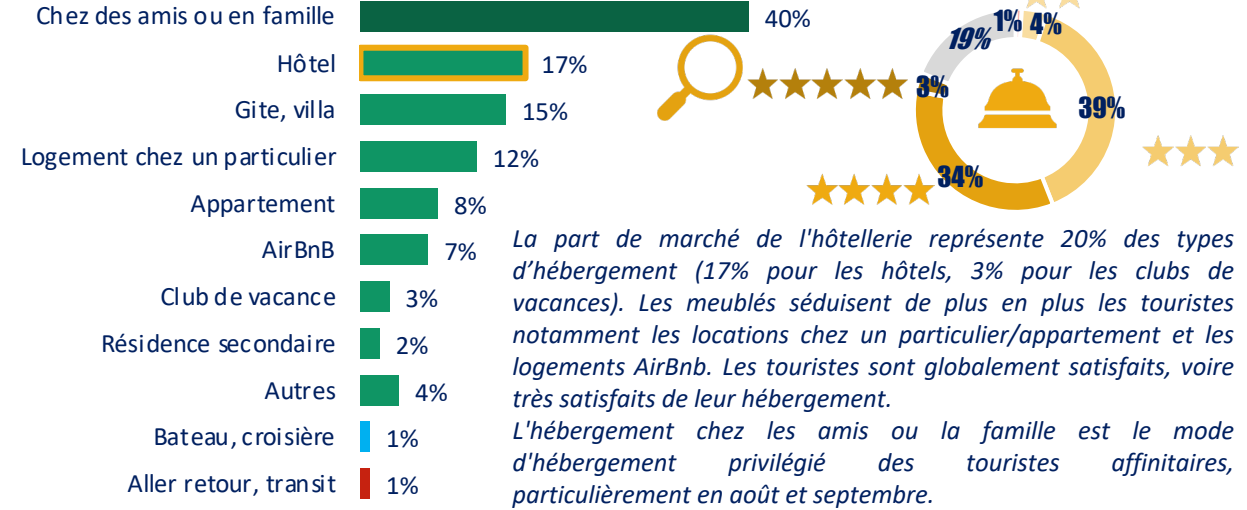 Chez des amis ou en famille 40%
Hôtel 17%
Gite, villa 15%
Logement chez un particulier 12%
Appartement 8%
AirBnB 7%
Club de vacance 3%
Résidence secondaire 2%
Autres 4%
Bateau, croisière 1%
Aller retour, transit 1%
1% 4%
19%
3%
39%
34%
La part de marché de l'hôtellerie représente 20% des types
d'hébergement (17% pour les hôtels, 3% pour les clubs de
vacances). Les meublés séduisent de plus en plus les touristes
notamment les locations chez un particulier/appartement et les
logements AirBnb. Les touristes sont globalement satisfaits, voire
très satisfaits de leur hébergement.
L'hébergement chez les amis ou la famille est le mode
d'hébergement privilégié des touristes affinitaires,
particulièrement en août et septembre.